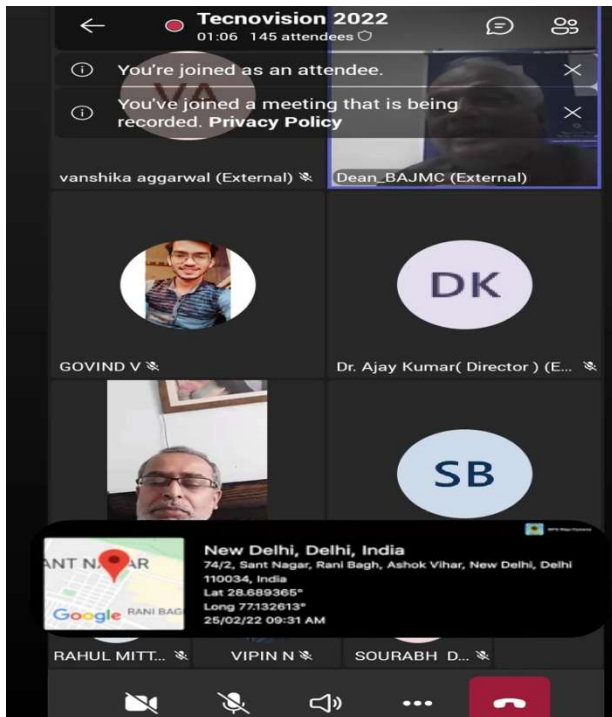 Tecnovision 2022
01:06 145 attendees
You're joined as an attendee.
VA
You've joined a meeting that is being
recorded. Privacy Policy
vanshika aggarwal (External)
Dean_BAJMC (External)
DK
GOVIND V
Dr. Ajay Kumar( Director ) (E...
SB
New Delhi, Delhi, India
74/2, Sant Nagar, Rani Bagh, Ashok Vihar, New Delhi, Delhi
110034, India
Lat 28.689365°
Long 77.132613°
25/02/22 09:31 AM
ANT N AR
Google
RANI BAG
RAHUL MITT...
VIPIN N
SOURABH D...